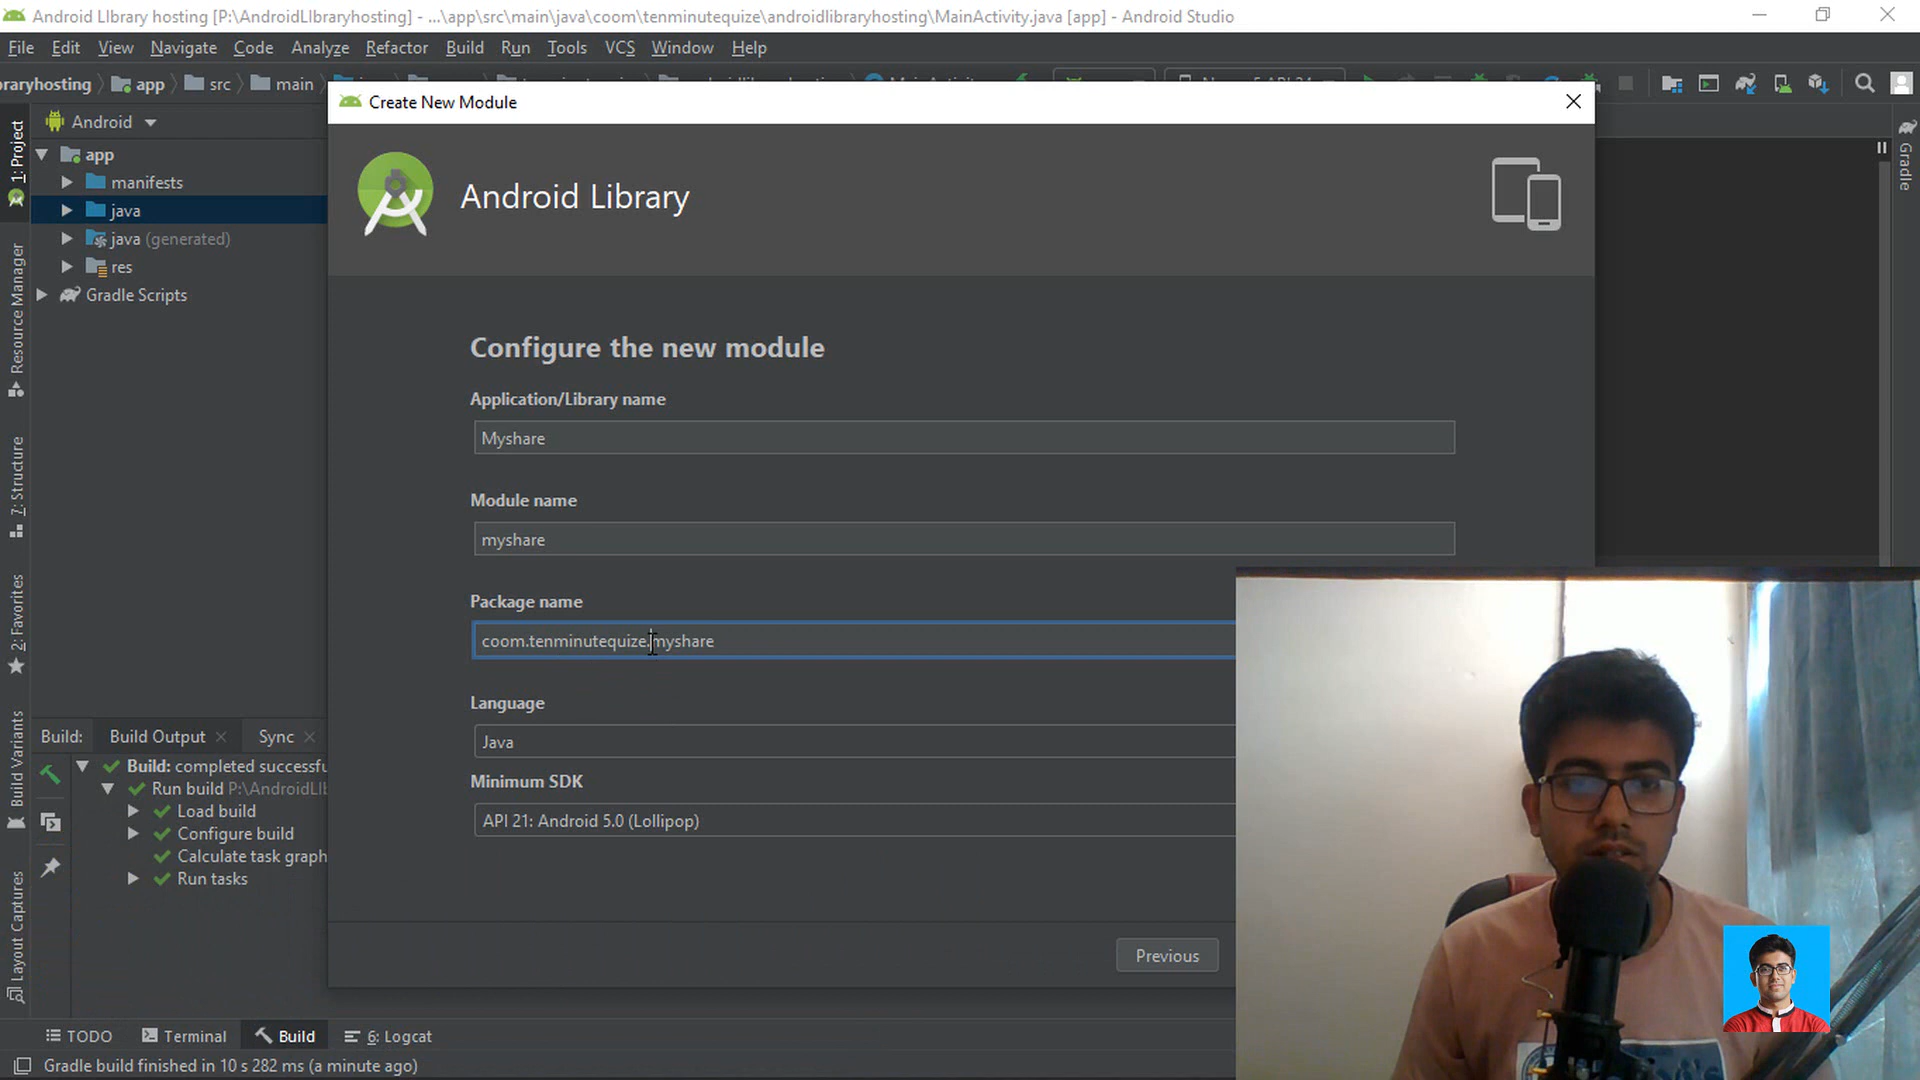 Android LIbrary hosting [P:\AndroidLIbraryhosting] - ...\app\src\main\java\coom\tenminutequize\androidlibraryhosting\MainActivity.java [app] - Android Studio
File Edit View Navigate Code Analyze Refactor Build Run Tools VCS Window Help
braryhosting app src main
Create New Module
1: Project
Android
app
manifests
java
java (generated)
res
Gradle Scripts
Resource Manager
7: Structure
2: Favorites
Build Variants
Layout Captures
Gradle
Android Library
Configure the new module
Application/Library name
Myshare
Module name
myshare
Package name
coom.tenminutequize.myshare
Language
Java
Minimum SDK
API 21: Android 5.0 (Lollipop)
Previous
Build: Build Output Sync
Build: completed successfu
Run build P:\AndroidLIb
Load build
Configure build
Calculate task graph
Run tasks
TODO Terminal Build 6: Logcat
Gradle build finished in 10 s 282 ms (a minute ago)